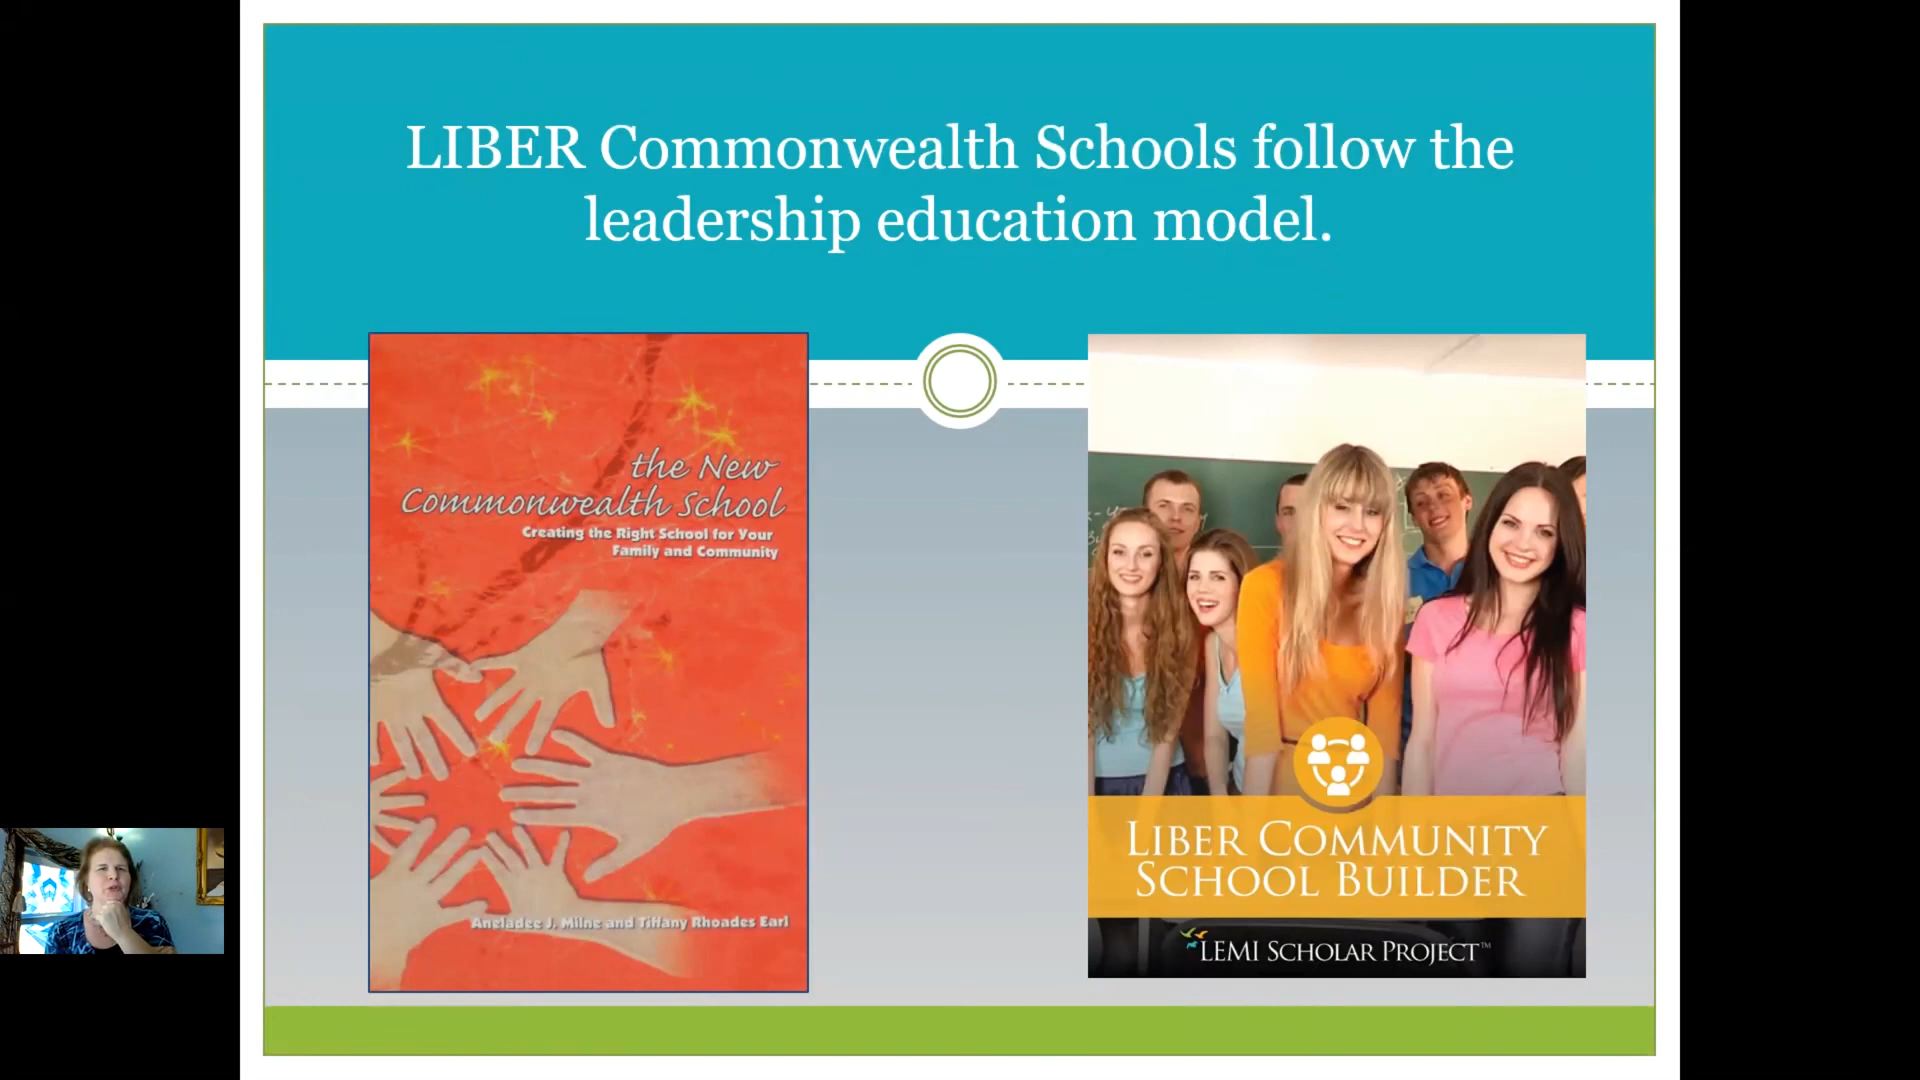 LIBER Commonwealth Schools follow the
leadership education model.
the New
Commonwealth School
Creating the Right School for Your
Family and Community
Aneladee J. Milne and Tiffany Rhoades Earl
LIBER COMMUNITY
SCHOOL BUILDER
LEMI SCHOLAR PROJECT™